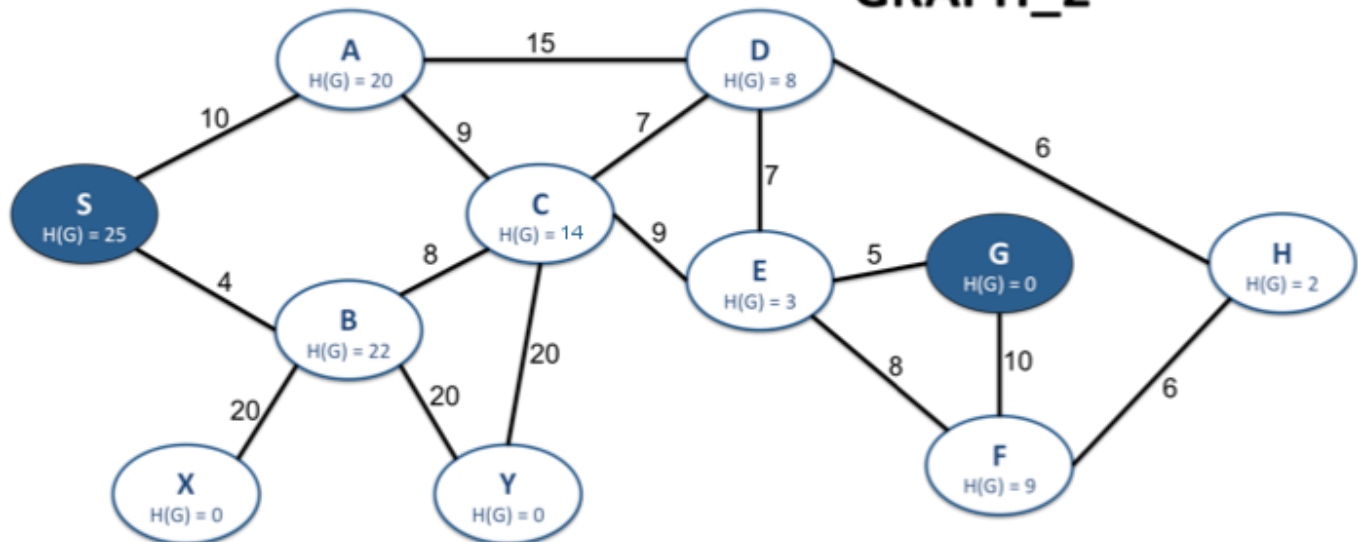 GRAPH_2
A
H(G) = 20
15
D
H(G) = 8
10
9
7
6
S
H(G) = 25
C
H(G) = 14
7
9
4
8
E
H(G) = 3
5
G
H(G) = 0
H
H(G) = 2
B
H(G) = 22
20
20
20
8
10
6
X
H(G) = 0
Y
H(G) = 0
F
H(G) = 9